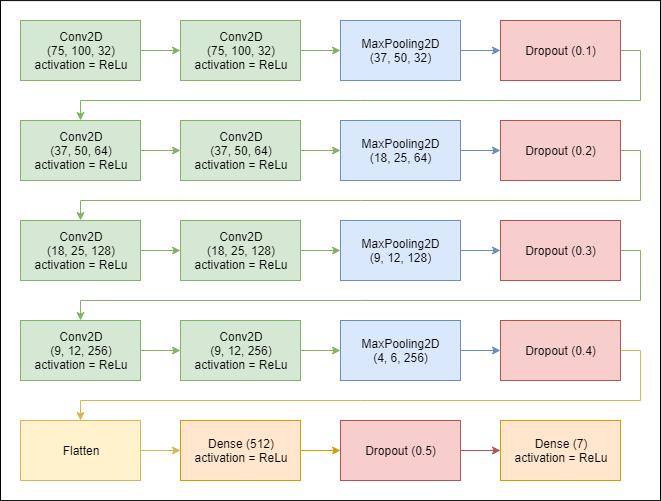 Conv2D
(75, 100, 32)
activation = ReLu
Conv2D
(75, 100, 32)
activation = ReLu
MaxPooling2D
(37, 50, 32)
Dropout (0.1)
Conv2D
(37, 50, 64)
activation = ReLu
Conv2D
(37, 50, 64)
activation = ReLu
MaxPooling2D
(18, 25, 64)
Dropout (0.2)
Conv2D
(18, 25, 128)
activation = ReLu
Conv2D
(18, 25, 128)
activation = ReLu
MaxPooling2D
(9, 12, 128)
Dropout (0.3)
Conv2D
(9, 12, 256)
activation = ReLu
Conv2D
(9, 12, 256)
activation = ReLu
MaxPooling2D
(4, 6, 256)
Dropout (0.4)
Flatten
Dense (512)
activation = ReLu
Dropout (0.5)
Dense (7)
activation = ReLu